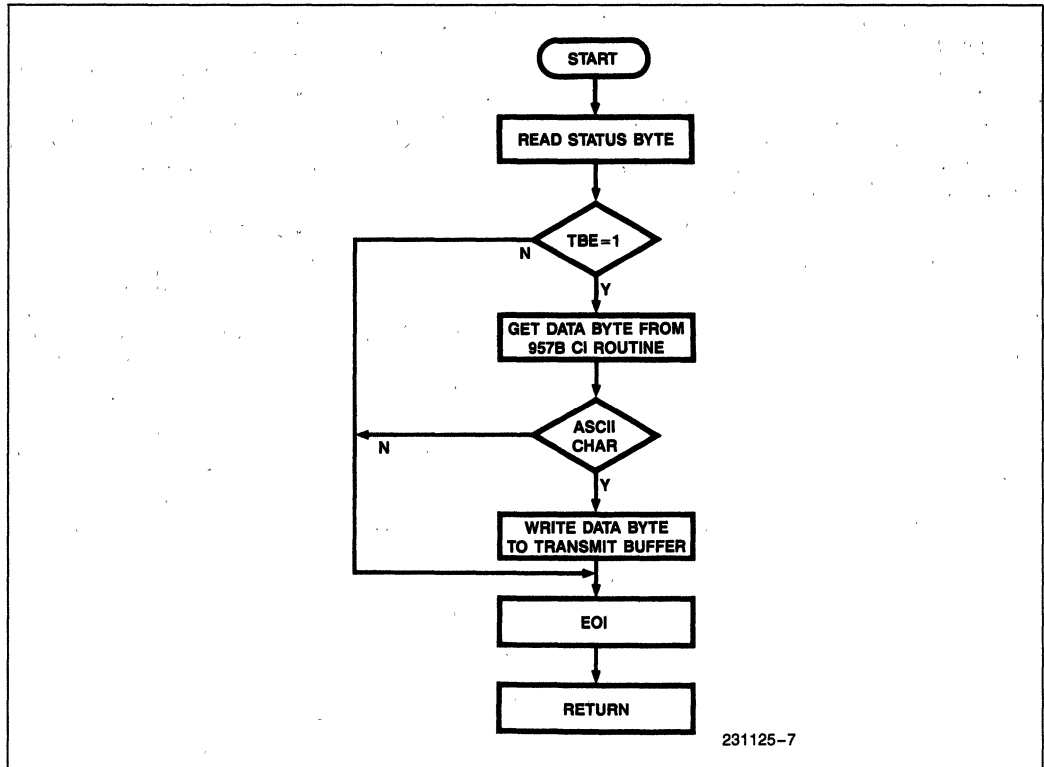 START
READ STATUS BYTE
TBE=1
N
Y
GET DATA BYTE FROM
957B CI ROUTINE
ASCII
CHAR
N
Y
WRITE DATA BYTE
TO TRANSMIT BUFFER
EOI
RETURN
231125-7